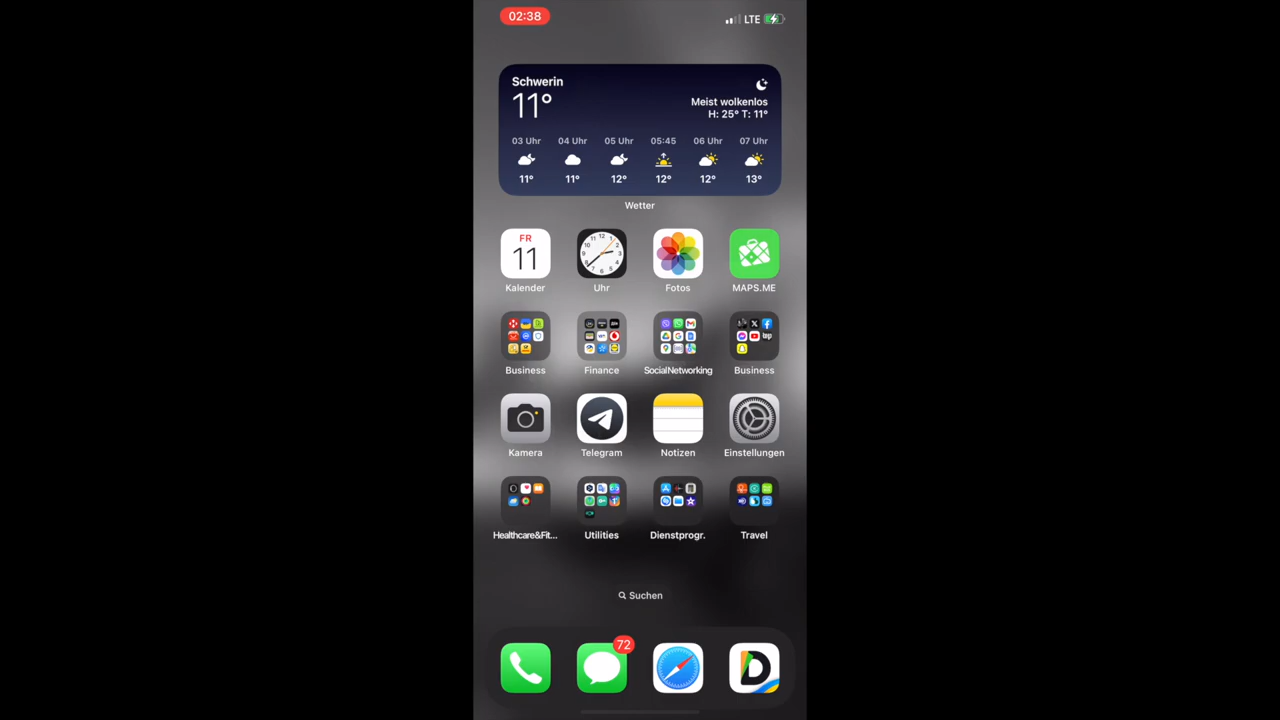 02:38
LTE
Schwerin
11°
Meist wolkenlos
H: 25° T: 11°
03 Uhr 04 Uhr 05 Uhr 05:45 06 Uhr 07 Uhr
11° 11° 12° 12° 12° 13°
Wetter
FR
11
Kalender Uhr Fotos MAPS.ME
Business Finance SocialNetworking Business
Kamera Telegram Notizen Einstellungen
Healthcare&Fit... Utilities Dienstprogr. Travel
Suchen
72